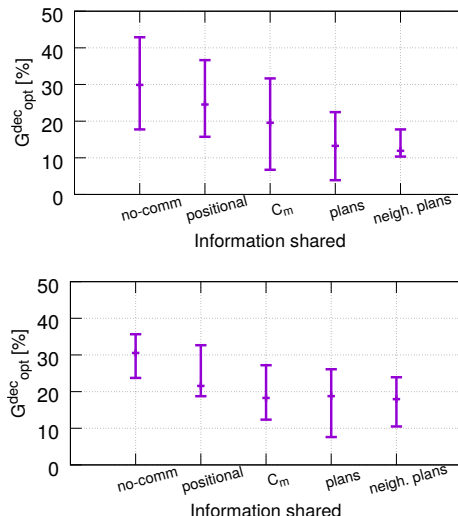 50
40
30
20
10
0
G^dec_opt [%]
no-comm positional C_m plans neigh. plans
Information shared
50
40
30
20
10
0
G^dec_opt [%]
no-comm positional C_m plans neigh. plans
Information shared